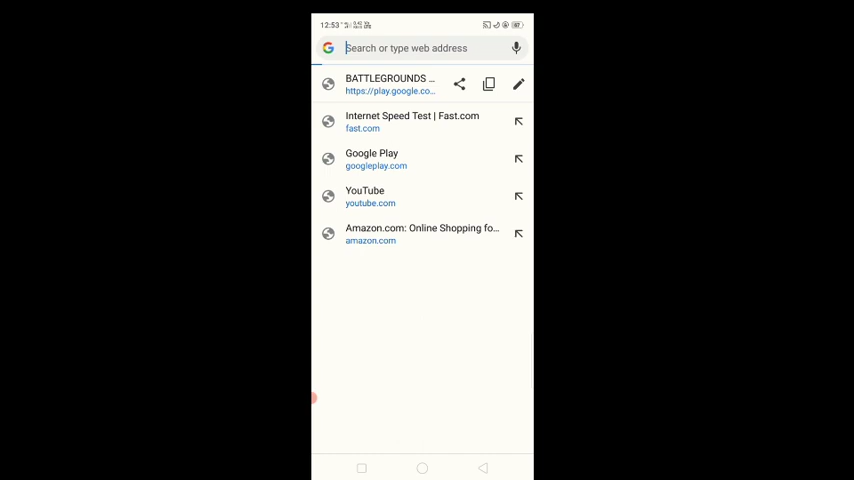 12:53
Search or type web address
BATTLEGROUNDS ...
https://play.google.co...
Internet Speed Test | Fast.com
fast.com
Google Play
googleplay.com
YouTube
youtube.com
Amazon.com: Online Shopping fo...
amazon.com